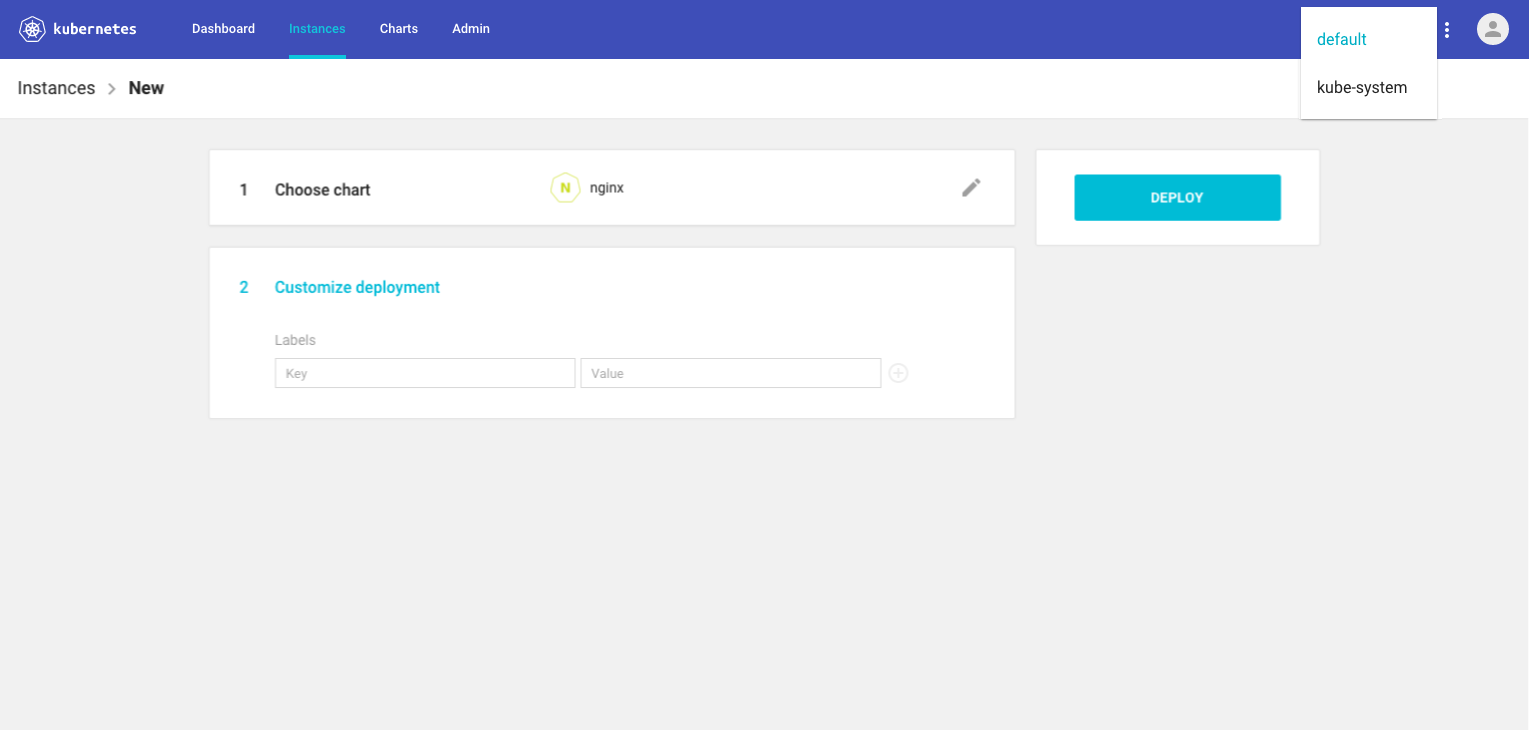 kubernetes
Dashboard
Instances
Charts
Admin
default
kube-system
Instances
New
1
Choose chart
N
nginx
DEPLOY
2
Customize deployment
Labels
Key
Value